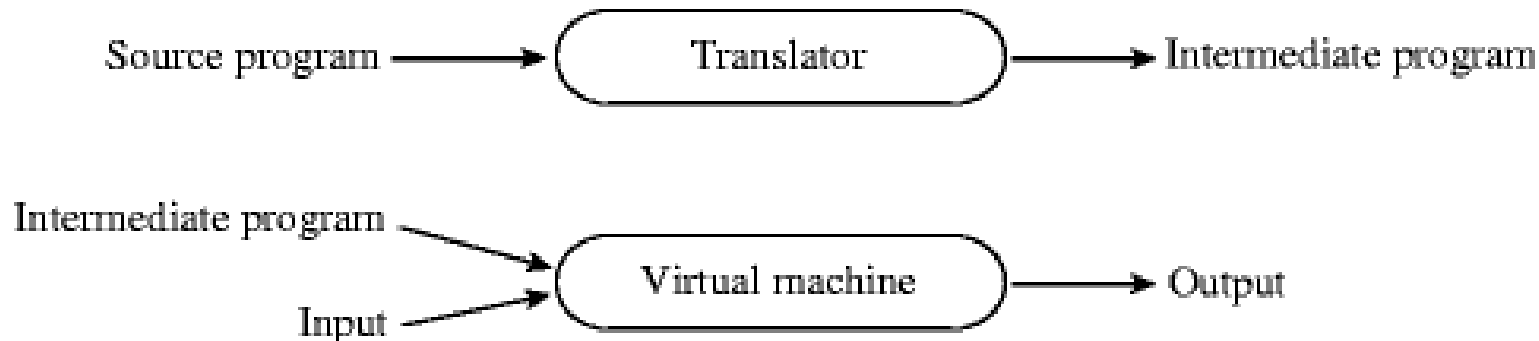 Source program
Translator
Intermediate program
Intermediate program
Input
Virtual machine
Output